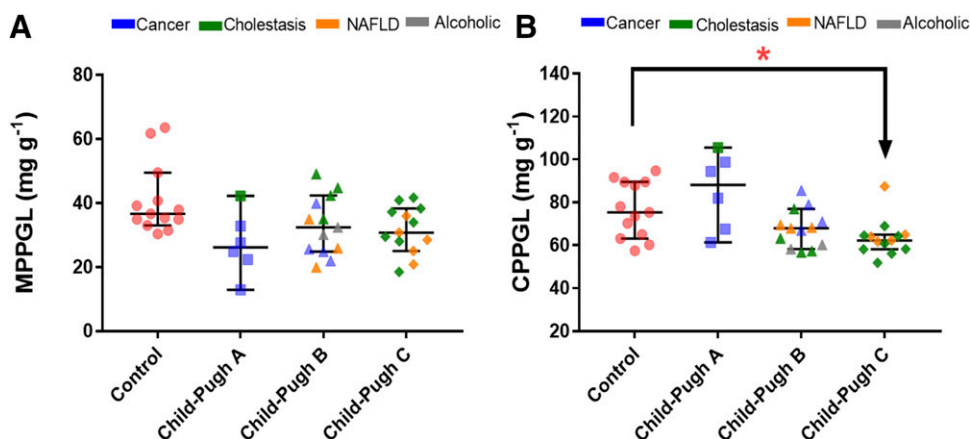 A
Cancer Cholestasis NAFLD Alcoholic
MPPGL (mg g⁻¹)
80
60
40
20
0
Control
Child-Pugh A
Child-Pugh B
Child-Pugh C
B
Cancer Cholestasis NAFLD Alcoholic
*
CPPGL (mg g⁻¹)
140
120
100
80
60
40
20
Control
Child-Pugh A
Child-Pugh B
Child-Pugh C